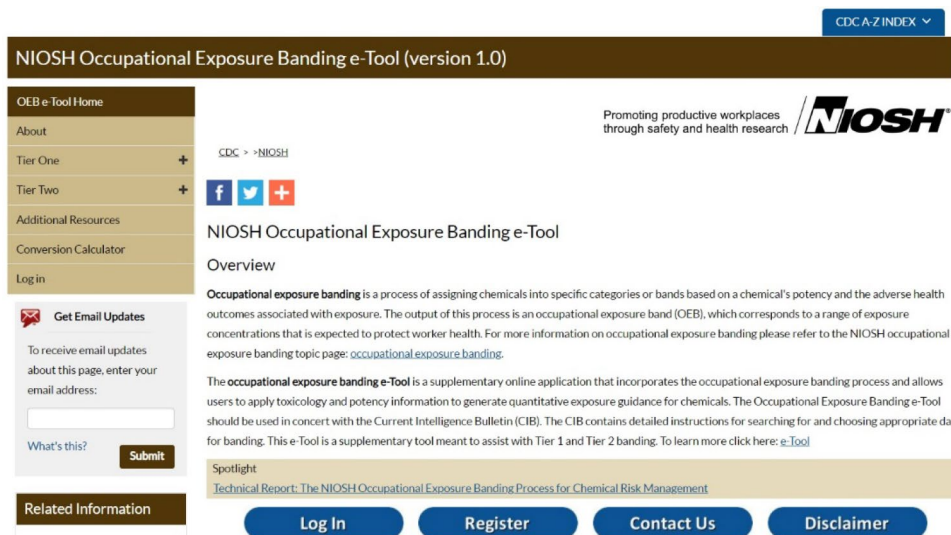 CDC A-Z INDEX
NIOSH Occupational Exposure Banding e-Tool (version 1.0)
OEB e-Tool Home
About
Tier One +
Tier Two +
Additional Resources
Conversion Calculator
Log in
Get Email Updates
To receive email updates
about this page, enter your
email address:
What's this?
Submit
Related Information
Promoting productive workplaces
through safety and health research
NIOSH®
CDC > >NIOSH
NIOSH Occupational Exposure Banding e-Tool
Overview
Occupational exposure banding is a process of assigning chemicals into specific categories or bands based on a chemical's potency and the adverse health
outcomes associated with exposure. The output of this process is an occupational exposure band (OEB), which corresponds to a range of exposure
concentrations that is expected to protect worker health. For more information on occupational exposure banding please refer to the NIOSH occupational
exposure banding topic page: occupational exposure banding.
The occupational exposure banding e-Tool is a supplementary online application that incorporates the occupational exposure banding process and allows
users to apply toxicology and potency information to generate quantitative exposure guidance for chemicals. The Occupational Exposure Banding e-Tool
should be used in concert with the Current Intelligence Bulletin (CIB). The CIB contains detailed instructions for searching for and choosing appropriate da
for banding. This e-Tool is a supplementary tool meant to assist with Tier 1 and Tier 2 banding. To learn more click here: e-Tool
Spotlight
Technical Report: The NIOSH Occupational Exposure Banding Process for Chemical Risk Management
Log In
Register
Contact Us
Disclaimer